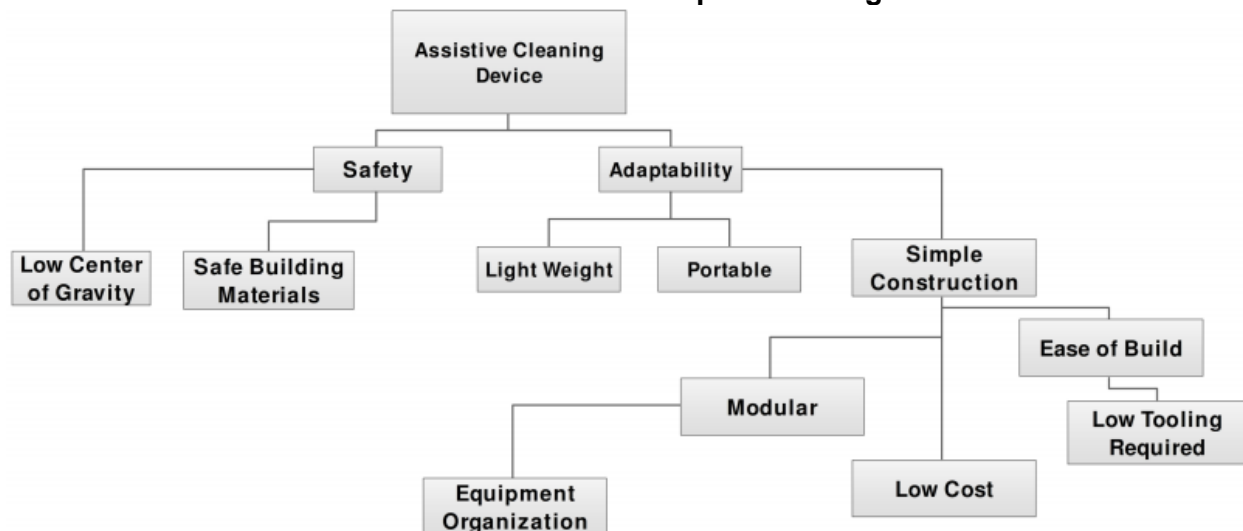 Assistive Cleaning
Device
Safety
Adaptability
Low Center
of Gravity
Safe Building
Materials
Light Weight
Portable
Simple
Construction
Ease of Build
Modular
Low Tooling
Required
Equipment
Organization
Low Cost